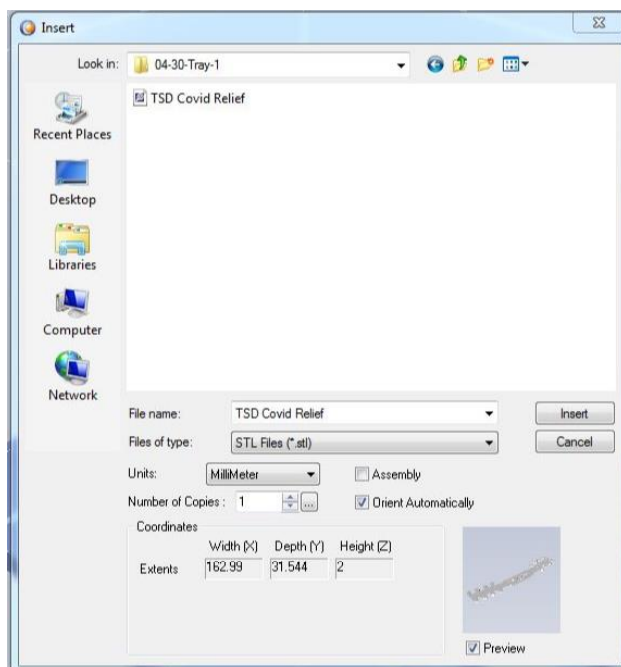 Insert
Look in: 04-30-Tray-1
TSD Covid Relief
Recent Places
Desktop
Libraries
Computer
Network
File name: TSD Covid Relief Insert
Files of type: STL Files (*.stl) Cancel
Units: MilliMeter Assembly
Number of Copies : 1 ... Orient Automatically
Coordinates
Width (X) Depth (Y) Height (Z)
Extents 162.99 31.544 2
Preview